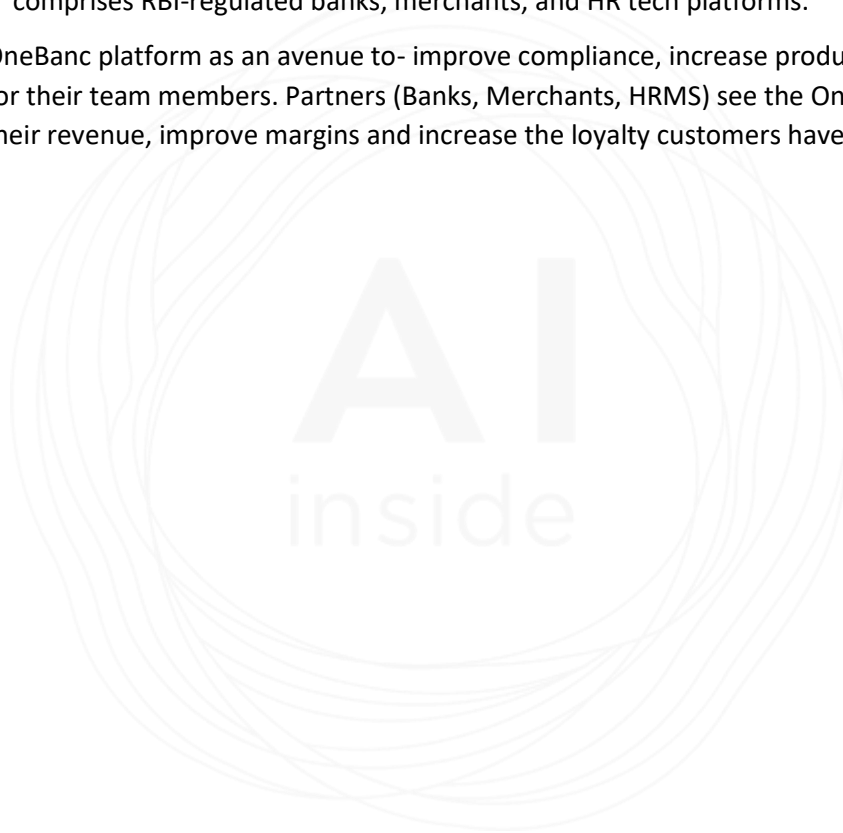 comprises RBI-regulated banks, merchants, and HR tech platforms.
OneBanc platform as an avenue to- improve compliance, increase produ
or their team members. Partners (Banks, Merchants, HRMS) see the On
heir revenue, improve margins and increase the loyalty customers have
AI
inside